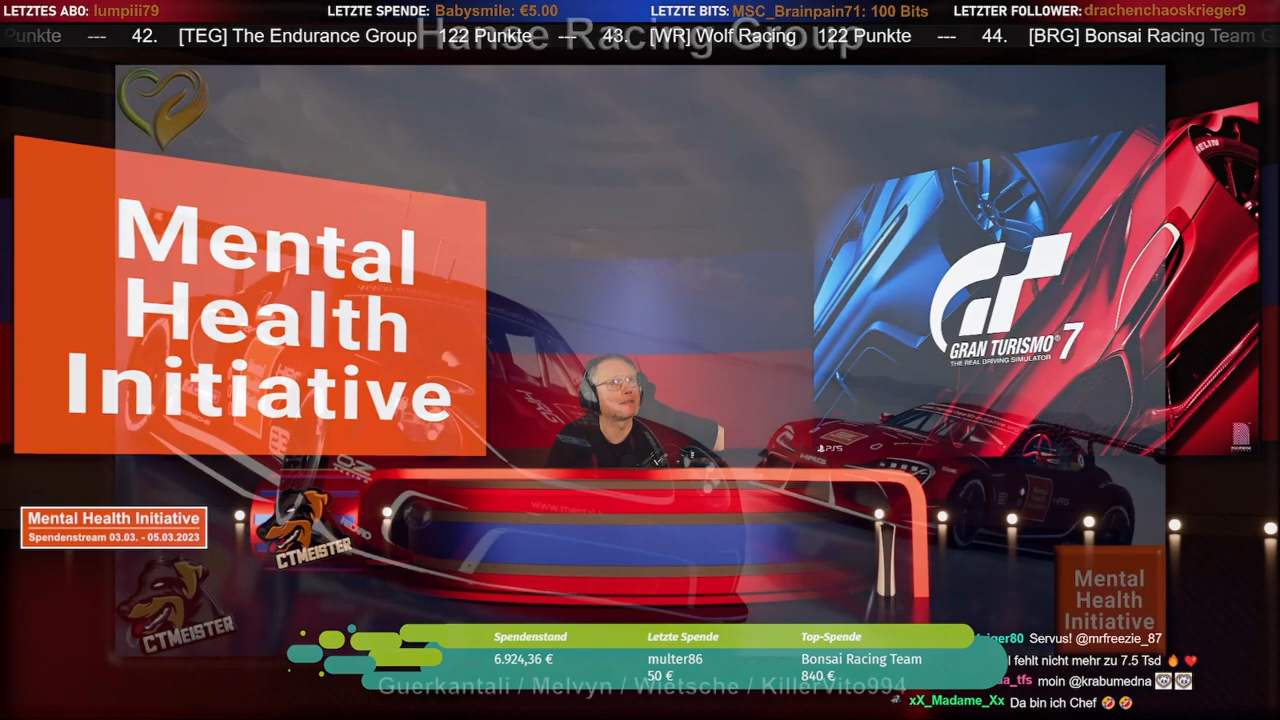 LETZTES ABO: lumpiii79
LETZTE SPENDE: Babysmile: €5.00
LETZTE BITS: MSC_Brainpain71: 100 Bits
LETZTER FOLLOWER: drachenchaoskrieger9
Punkte --- 42. [TEG] The Endurance Group 122 Punkte --- 43. [WR] Wolf Racing 122 Punkte --- 44. [BRG] Bonsai Racing Team
Hanse Racing Group
Mental
Health
Initiative
GRAN TURISMO® 7
THE REAL DRIVING SIMULATOR
PS5
HRG
Mental Health Initiative
Spendenstream 03.03. - 05.03.2023
CTMEISTER
CTMEISTER
Mental
Health
Initiative
Spendenstand
6.924,36 €
Letzte Spende
multer86
50 €
Top-Spende
Bonsai Racing Team
840 €
Guerkantali / Melvyn / Wietsche / KillerVito994
iger80 Servus! @mrfreezie_87
l fehlt nicht mehr zu 7.5 Tsd 🔥 ❤️
a_tfs moin @krabumedna
xX_Madame_Xx Da bin ich Chef 🤣 🤣